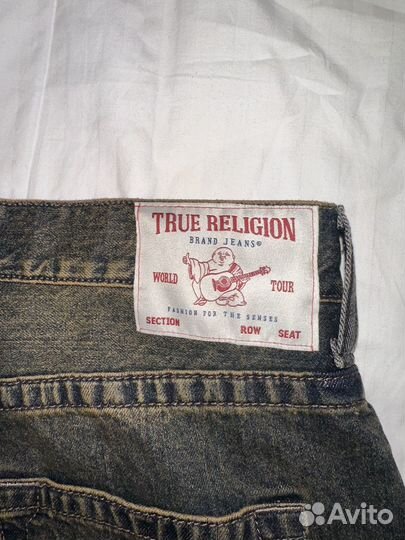 TRUE RELIGION
BRAND JEANS®
WORLD TOUR
FASHION FOR THE SENSES
SECTION ROW SEAT
Avito